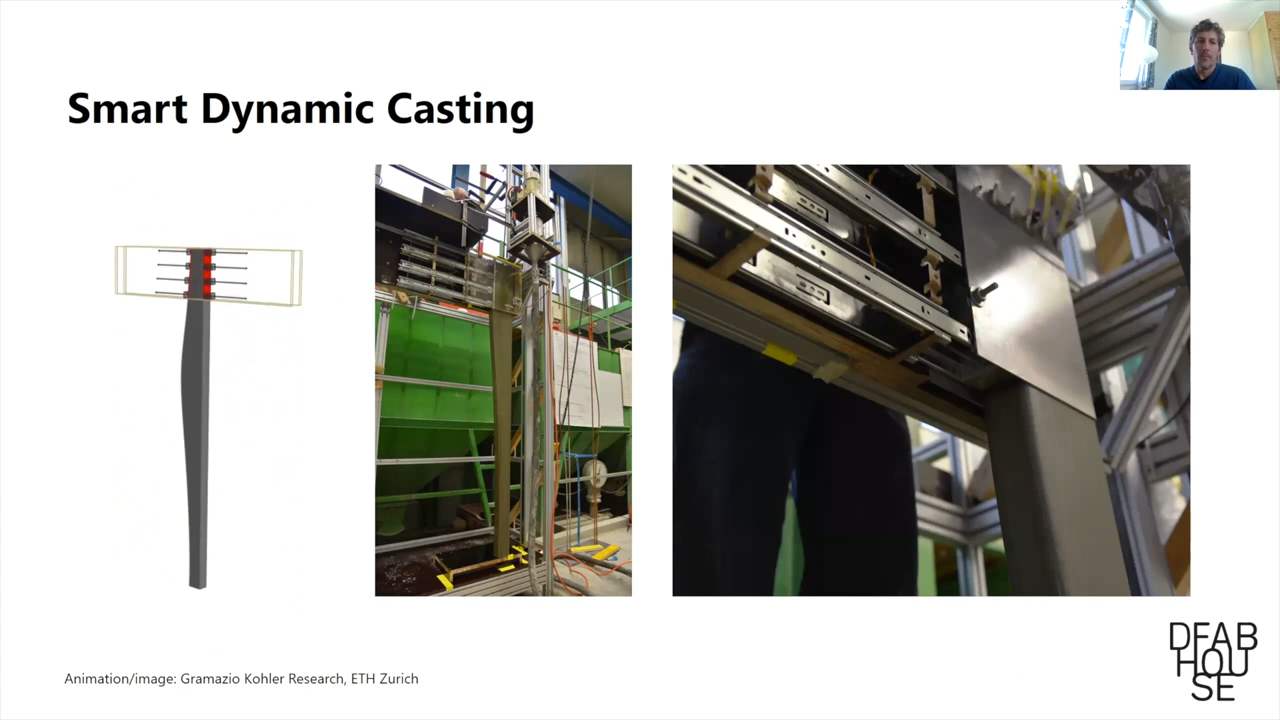 Smart Dynamic Casting
Animation/image: Gramazio Kohler Research, ETH Zurich
DFAB
HOU
SE